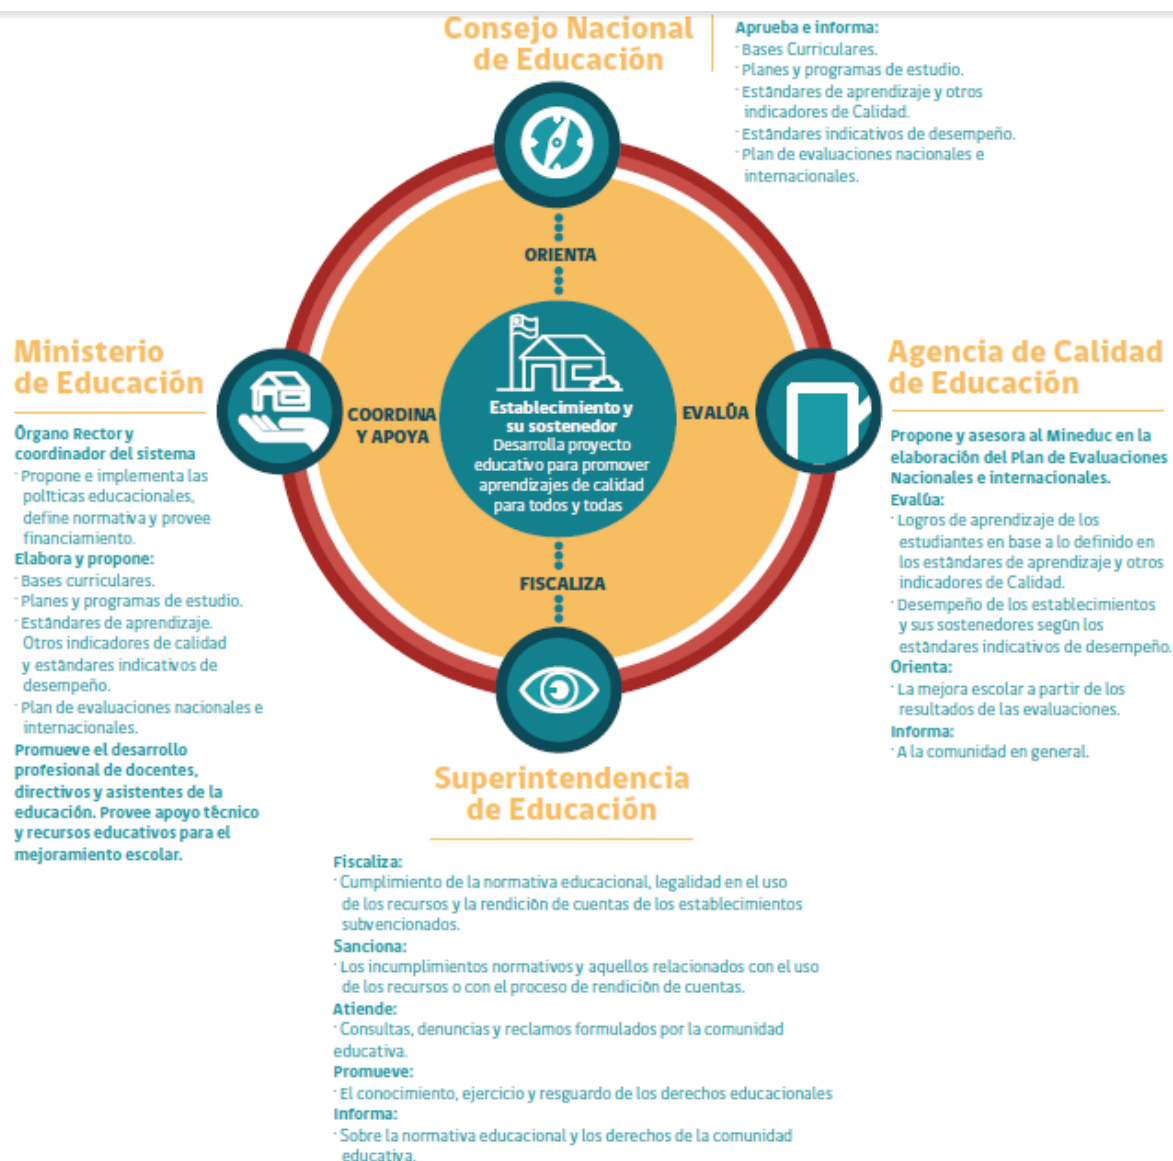 Consejo Nacional
de Educación
Aprueba e informa:
· Bases Curriculares.
· Planes y programas de estudio.
· Estándares de aprendizaje y otros
indicadores de Calidad.
· Estándares indicativos de desempeño.
· Plan de evaluaciones nacionales e
internacionales.
ORIENTA
Ministerio
de Educación
Órgano Rector y
coordinador del sistema
· Propone e implementa las
políticas educacionales,
define normativa y provee
financiamiento.
Elabora y propone:
· Bases curriculares.
· Planes y programas de estudio.
· Estándares de aprendizaje.
Otros indicadores de calidad
y estándares indicativos de
desempeño.
· Plan de evaluaciones nacionales e
internacionales.
Promueve el desarrollo
profesional de docentes,
directivos y asistentes de la
educación. Provee apoyo técnico
y recursos educativos para el
mejoramiento escolar.
COORDINA
Y APOYA
Establecimiento y
su sostenedor
Desarrolla proyecto
educativo para promover
aprendizajes de calidad
para todos y todas
EVALÚA
Agencia de Calidad
de Educación
Propone y asesora al Mineduc en la
elaboración del Plan de Evaluaciones
Nacionales e internacionales.
Evalúa:
· Logros de aprendizaje de los
estudiantes en base a lo definido en
los estándares de aprendizaje y otros
indicadores de Calidad.
· Desempeño de los establecimientos
y sus sostenedores según los
estándares indicativos de desempeño.
Orienta:
· La mejora escolar a partir de los
resultados de las evaluaciones.
Informa:
· A la comunidad en general.
FISCALIZA
Superintendencia
de Educación
Fiscaliza:
· Cumplimiento de la normativa educacional, legalidad en el uso
de los recursos y la rendición de cuentas de los establecimientos
subvencionados.
Sanciona:
· Los incumplimientos normativos y aquellos relacionados con el uso
de los recursos o con el proceso de rendición de cuentas.
Atiende:
· Consultas, denuncias y reclamos formulados por la comunidad
educativa.
Promueve:
· El conocimiento, ejercicio y resguardo de los derechos educacionales
Informa:
· Sobre la normativa educacional y los derechos de la comunidad
educativa.